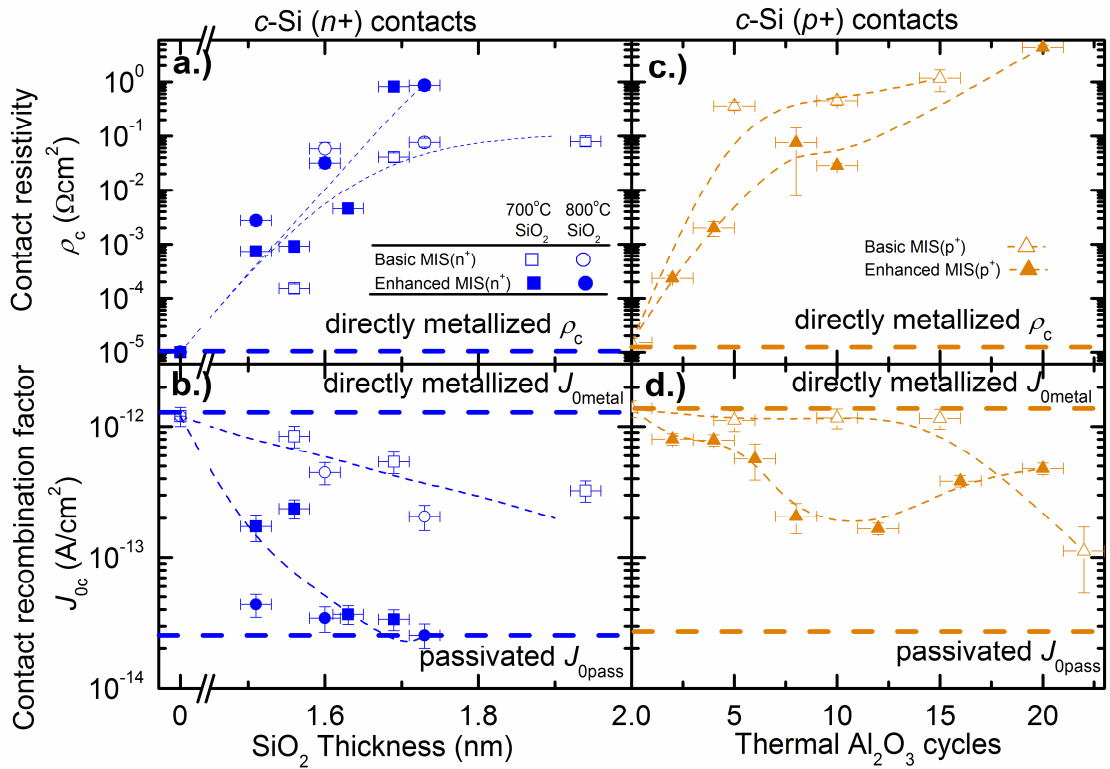 c-Si (n+) contacts
c-Si (p+) contacts
Contact resistivity
ρc (Ωcm²)
10⁰
10⁻¹
10⁻²
10⁻³
10⁻⁴
10⁻⁵
a.)
700°C SiO₂
800°C SiO₂
Basic MIS(n⁺)
Enhanced MIS(n⁺)
directly metallized ρc
c.)
Basic MIS(p⁺)
Enhanced MIS(p⁺)
directly metallized ρc
Contact recombination factor
J₀c (A/cm²)
10⁻¹²
10⁻¹³
10⁻¹⁴
b.)
directly metallized J₀metal
passivated J₀pass
d.)
directly metallized J₀metal
passivated J₀pass
0 1.6 1.8 2.0 5 10 15 20
SiO₂ Thickness (nm)
Thermal Al₂O₃ cycles